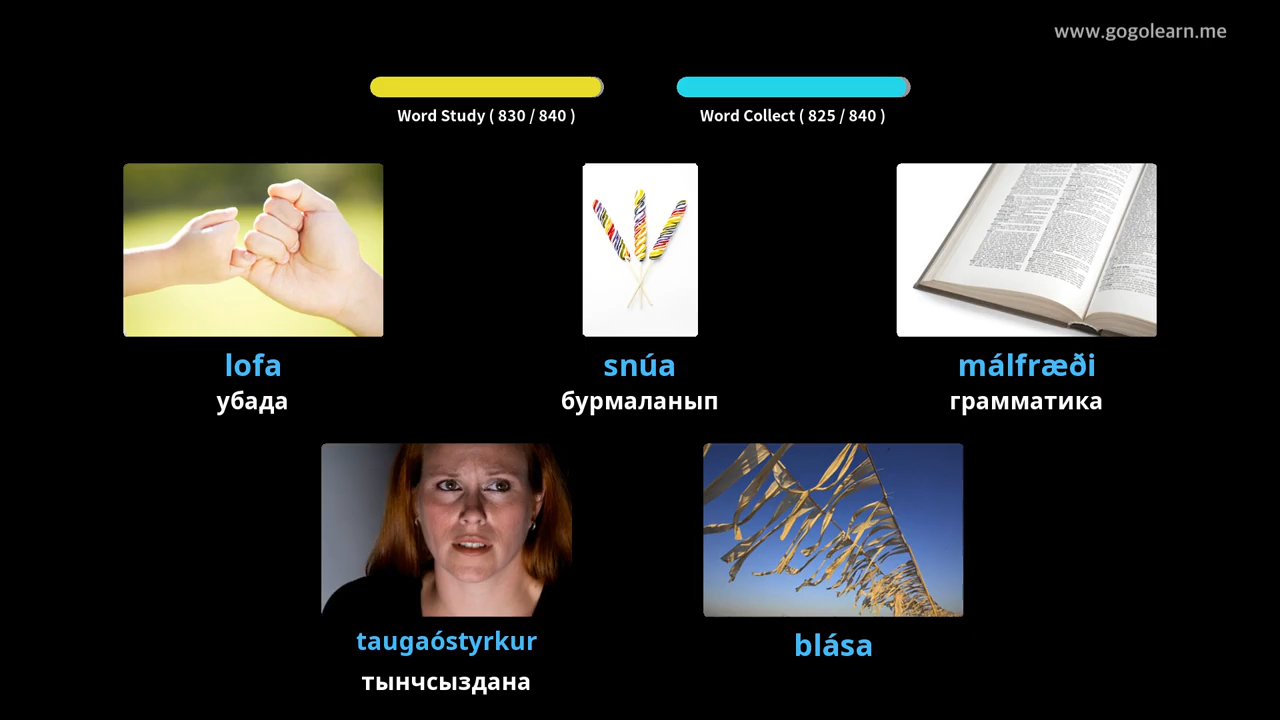 www.gogolearn.me
Word Study ( 830 / 840 )
Word Collect ( 825 / 840 )
lofa
убада
snúa
бурмаланып
málfræði
грамматика
taugaóstyrkur
тынчсыздана
blása